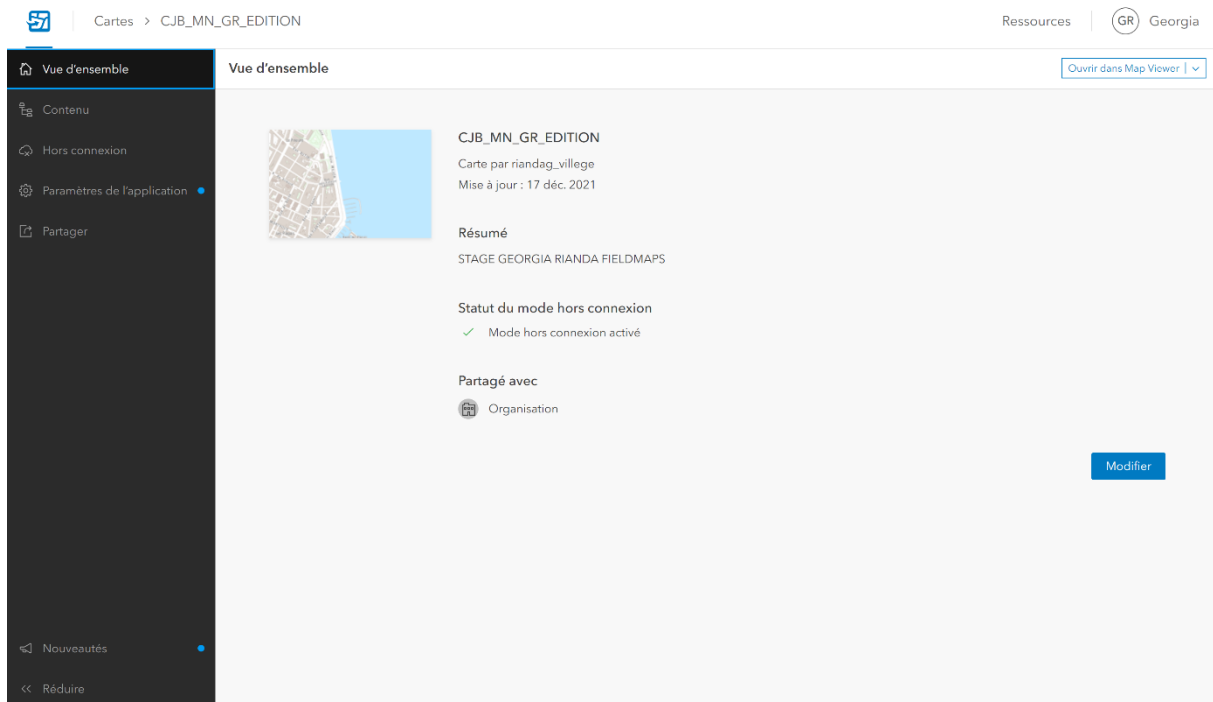 Cartes > CJB_MN_GR_EDITION
Ressources
GR Georgia
Vue d'ensemble
Contenu
Hors connexion
Paramètres de l'application
Partager
Nouveautés
<< Réduire
Vue d'ensemble
Ouvrir dans Map Viewer
CJB_MN_GR_EDITION
Carte par riandag_villege
Mise à jour : 17 déc. 2021
Résumé
STAGE GEORGIA RIANDA FIELDMAPS
Statut du mode hors connexion
Mode hors connexion activé
Partagé avec
Organisation
Modifier